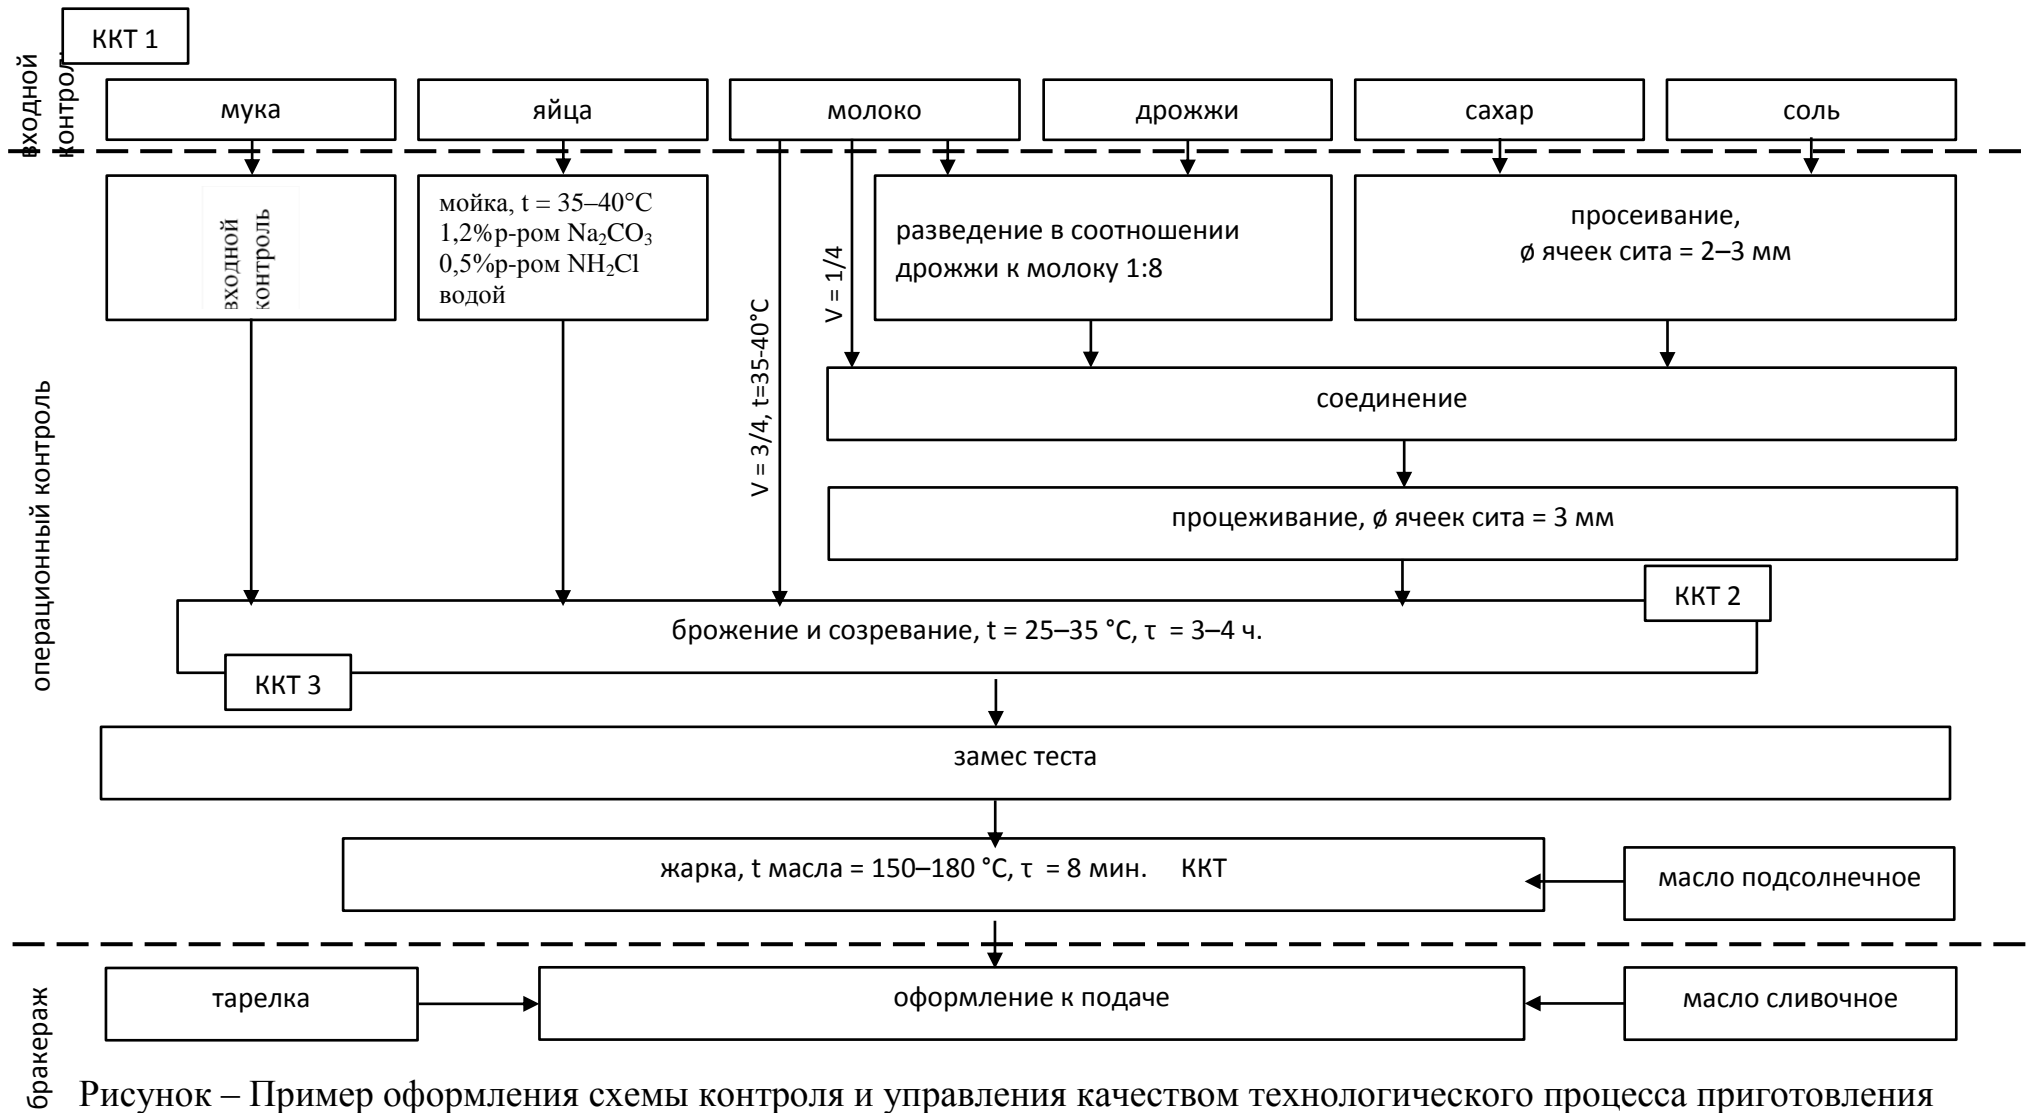 ККТ 1
входной
контроль
мука
яйца
молоко
дрожжи
сахар
соль
входной
контроль
мойка, t = 35–40°C
1,2%р-ром Na₂CO₃
0,5%р-ром NH₂Cl
водой
V = 3/4, t=35-40°C
V = 1/4
разведение в соотношении
дрожжи к молоку 1:8
просеивание,
ø ячеек сита = 2–3 мм
соединение
процеживание, ø ячеек сита = 3 мм
операционный контроль
ККТ 2
брожение и созревание, t = 25–35 °C, τ = 3–4 ч.
ККТ 3
замес теста
жарка, t масла = 150–180 °C, τ = 8 мин. ККТ
масло подсолнечное
бракераж
тарелка
оформление к подаче
масло сливочное
Рисунок – Пример оформления схемы контроля и управления качеством технологического процесса приготовления